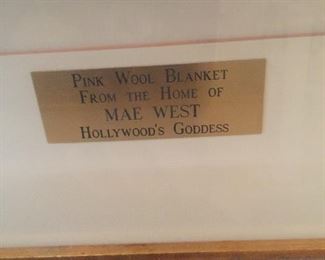 Pink Wool Blanket
From the Home of
MAE WEST
Hollywood's Goddess